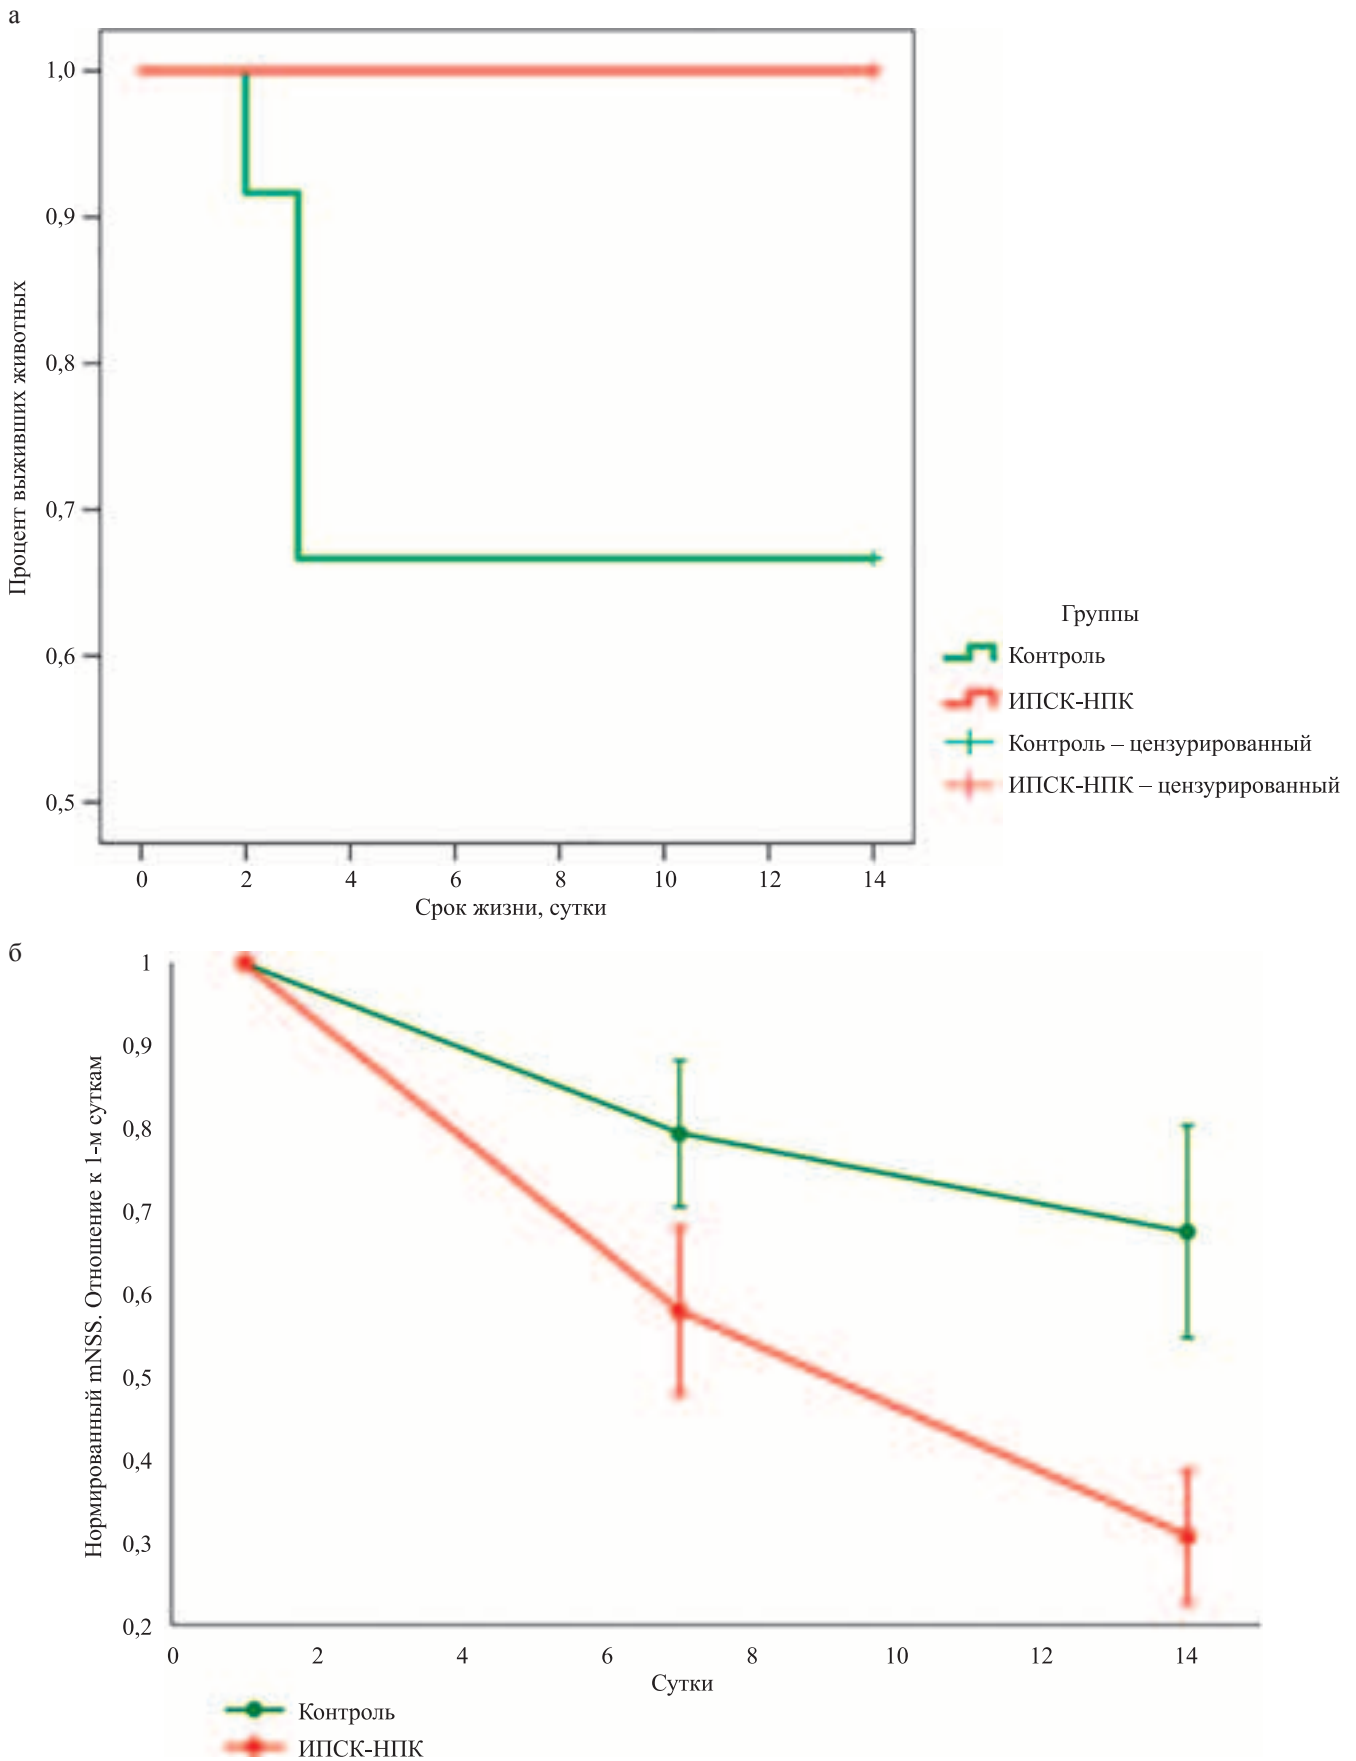 а
1,0
0,9
0,8
0,7
0,6
0,5
Процент выживших животных
0 2 4 6 8 10 12 14
Срок жизни, сутки
Группы
Контроль
ИПСК-НПК
Контроль – цензурированный
ИПСК-НПК – цензурированный
б
1
0,9
0,8
0,7
0,6
0,5
0,4
0,3
0,2
Нормированный mNSS. Отношение к 1-м суткам
0 2 4 6 8 10 12 14
Сутки
Контроль
ИПСК-НПК